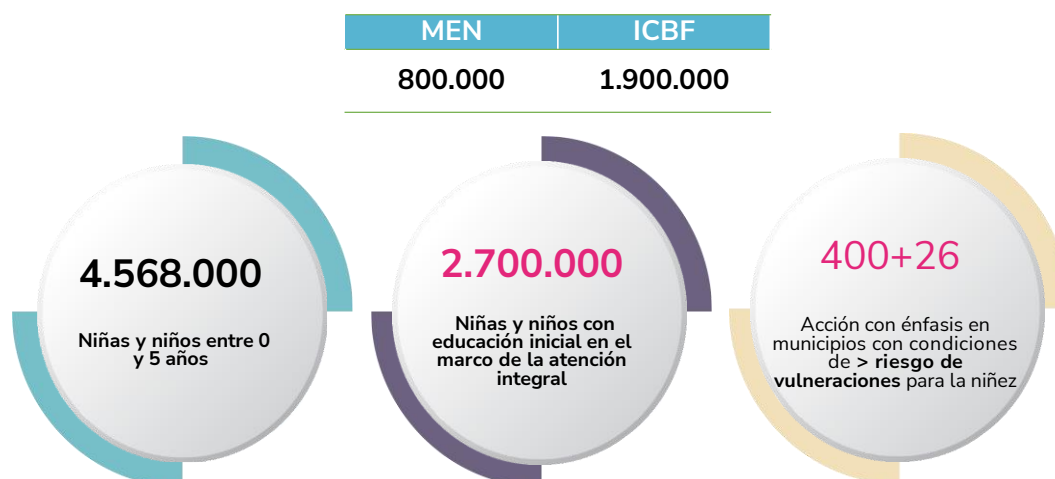 MEN ICBF
800.000 1.900.000
4.568.000
Niñas y niños entre 0
y 5 años
2.700.000
Niñas y niños con
educación inicial en el
marco de la atención
integral
400+26
Acción con énfasis en
municipios con condiciones
de > riesgo de
vulneraciones para la niñez